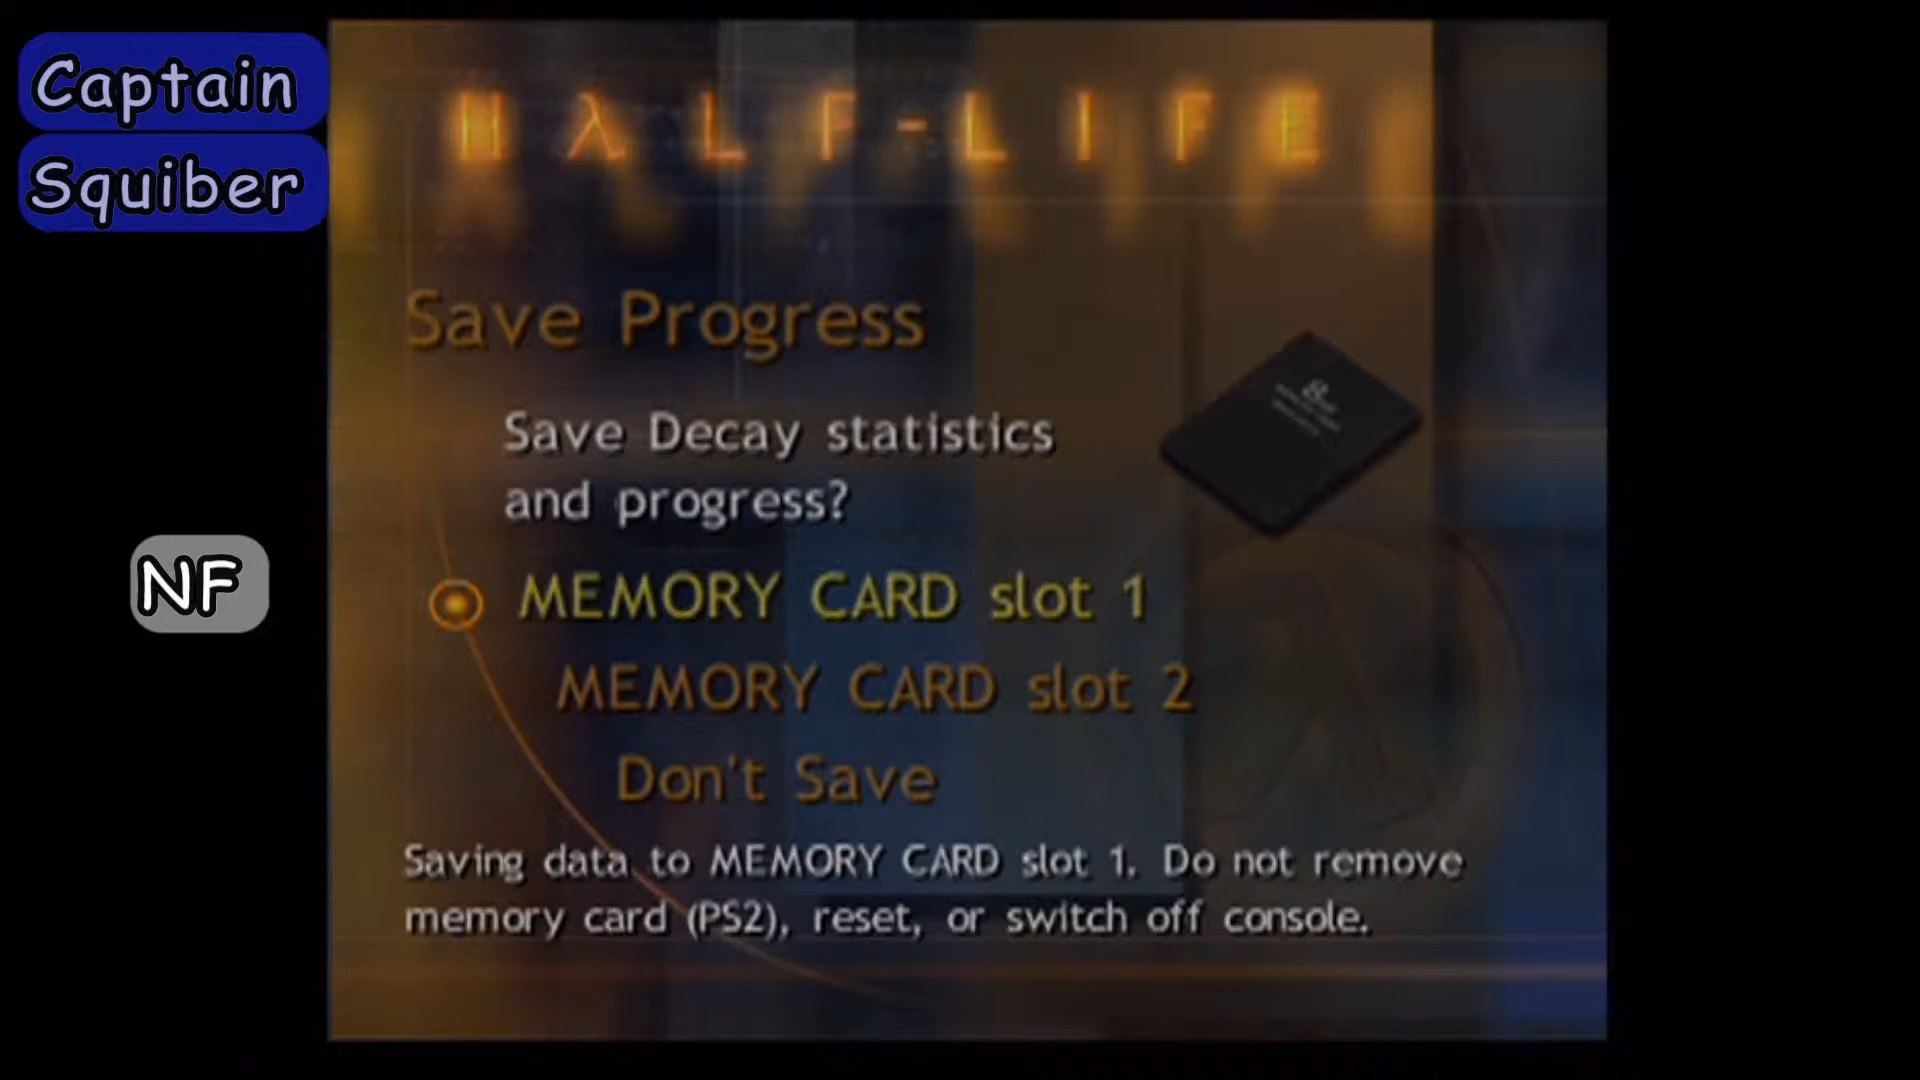 Captain
Squiber
HλLF-LIFE
Save Progress
8
Save Decay statistics
and progress?
NF
MEMORY CARD slot 1
MEMORY CARD slot 2
Don't Save
Saving data to MEMORY CARD slot 1. Do not remove
memory card (PS2), reset, or switch off console.